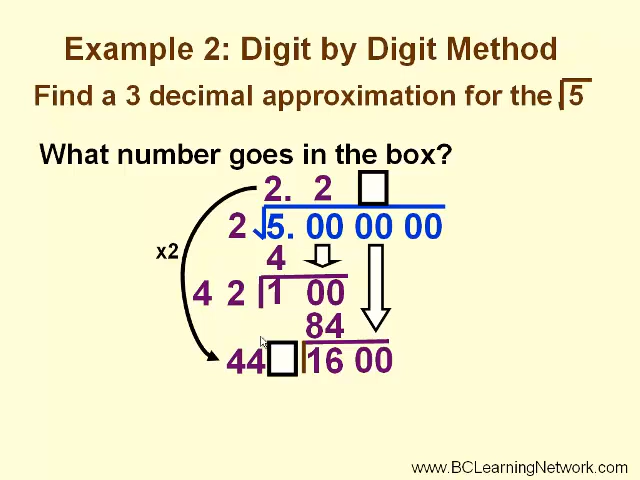 Example 2: Digit by Digit Method
Find a 3 decimal approximation for the √5
What number goes in the box?
2. 2 □
2 √5. 00 00 00
x2
4
4 2 1 00
84
44□ 16 00
www.BCLearningNetwork.com